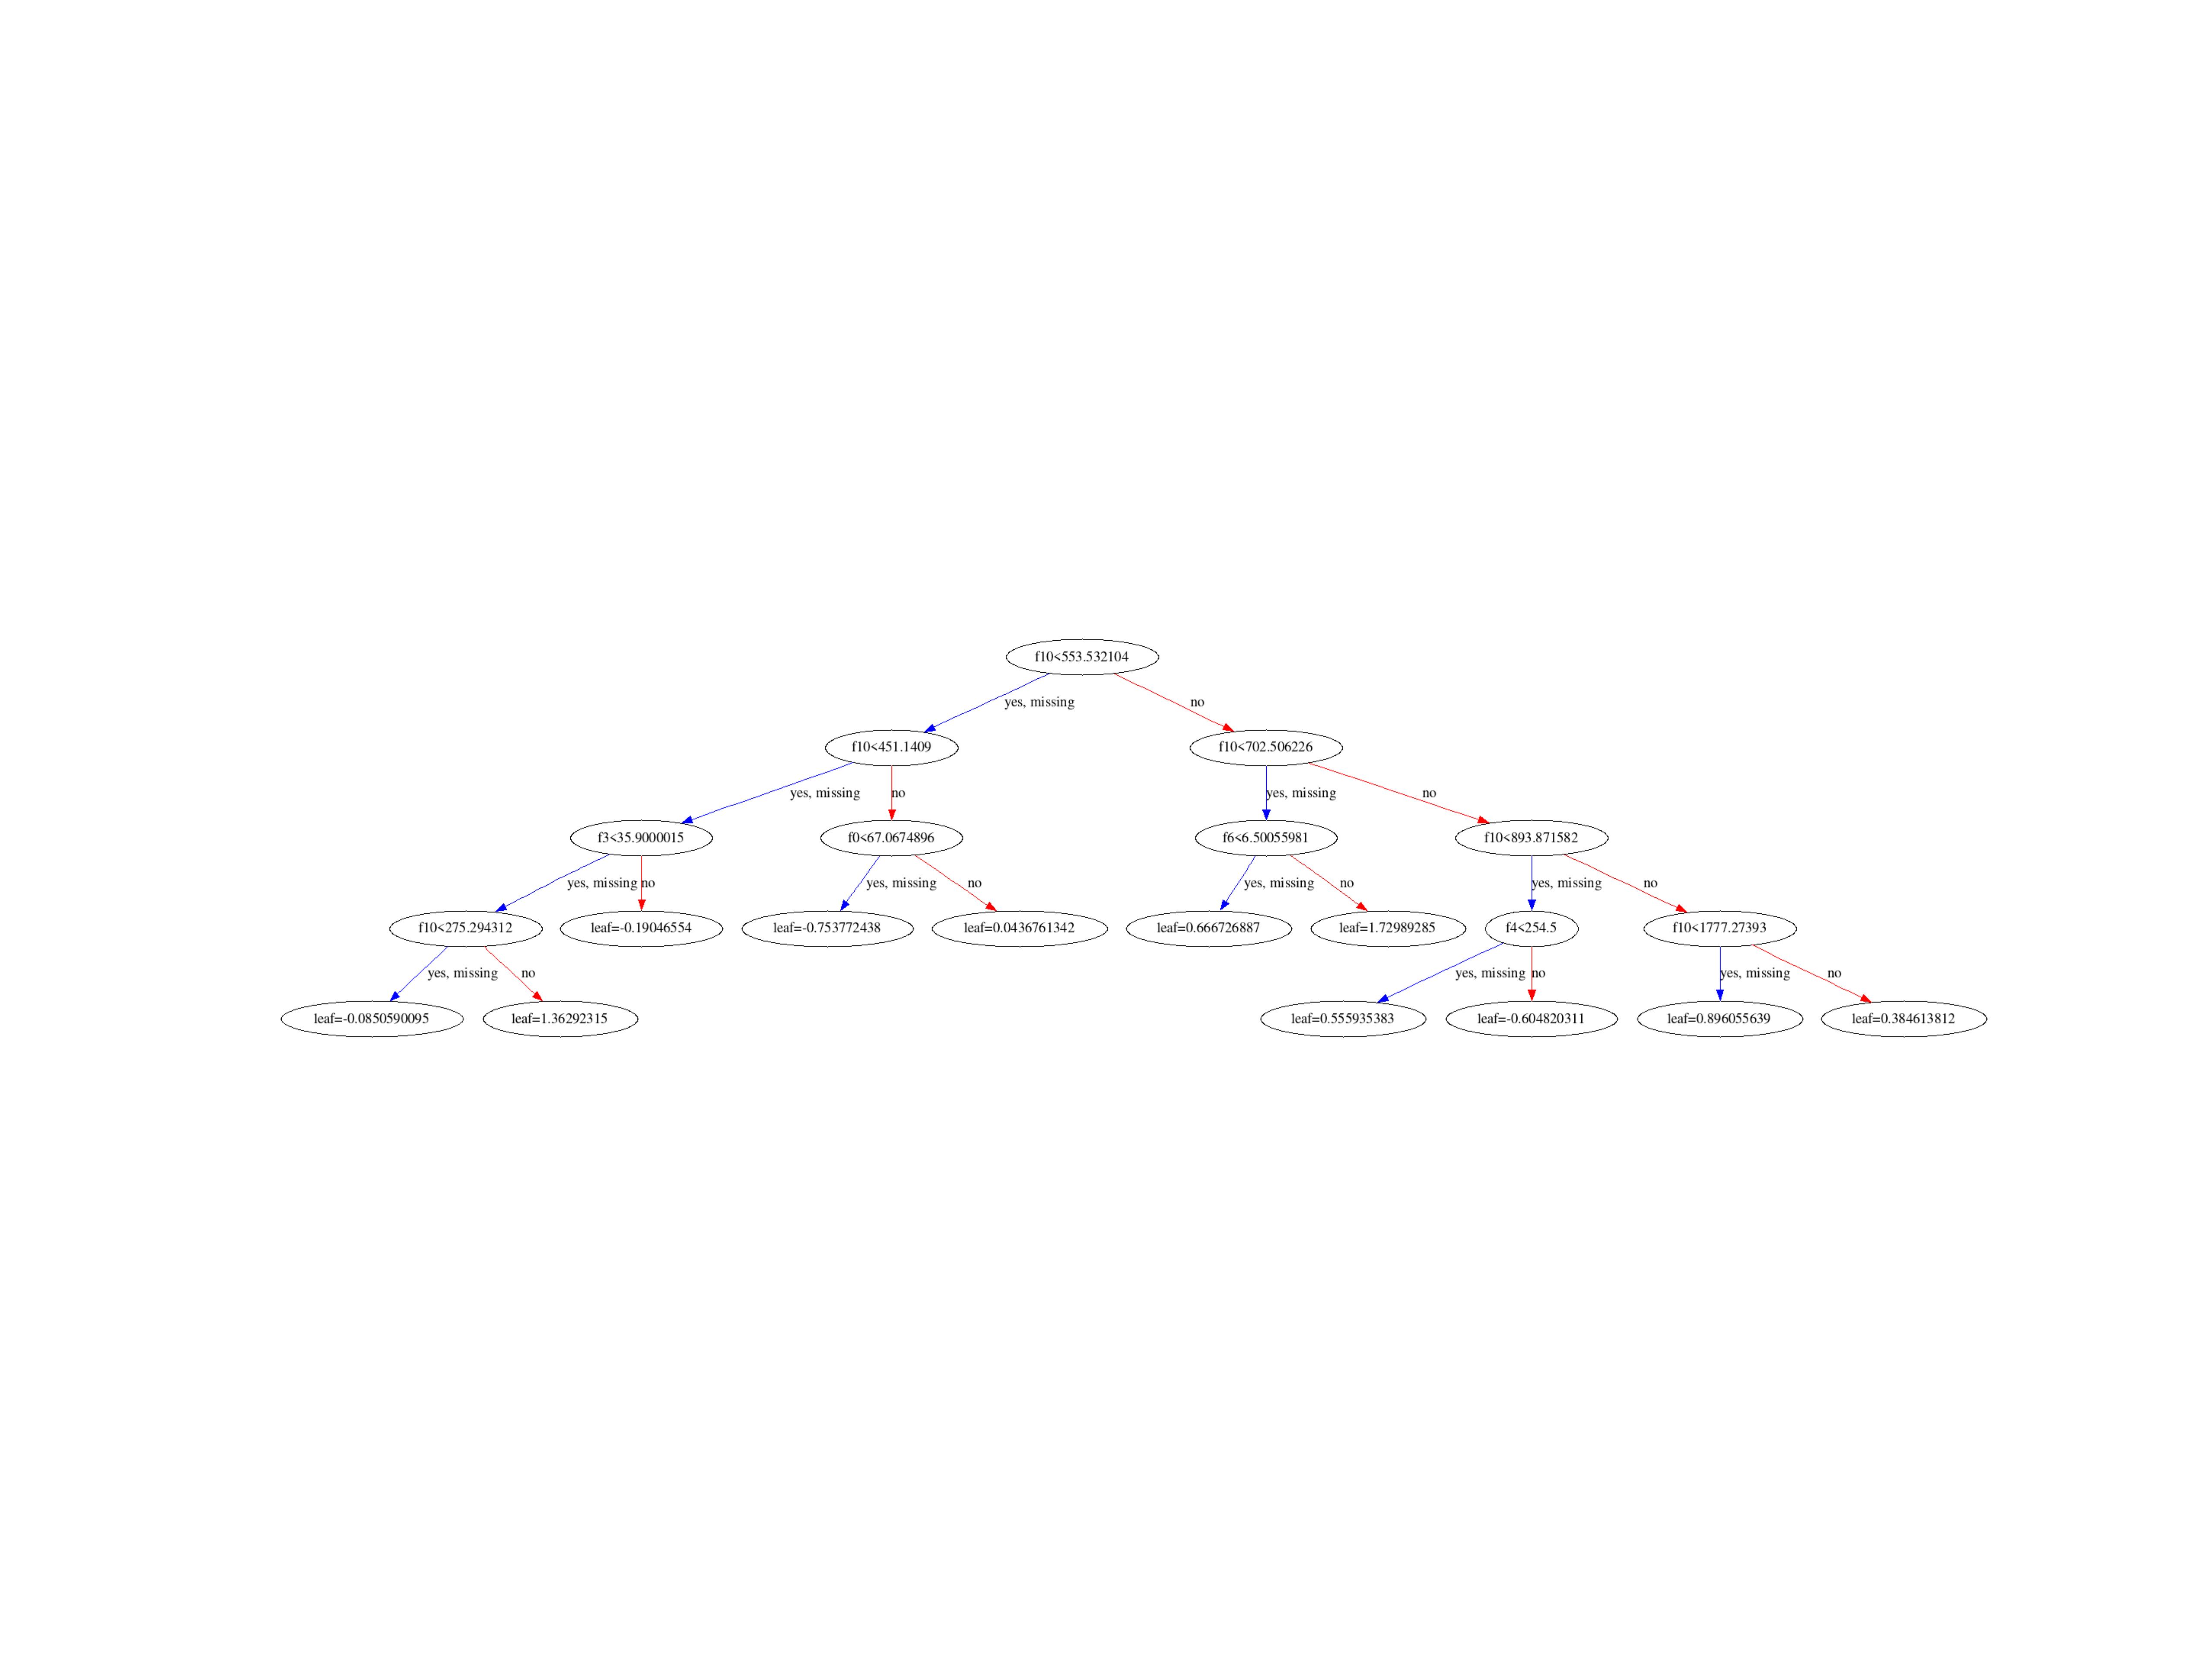 f10<553.532104
yes, missing
no
f10<451.1409
f10<702.506226
yes, missing
no
yes, missing
no
f3<35.9000015
f0<67.0674896
f6<6.50055981
f10<893.871582
yes, missing
no
yes, missing
no
yes, missing
no
yes, missing
no
f10<275.294312
leaf=-0.19046554
leaf=-0.753772438
leaf=0.0436761342
leaf=0.666726887
leaf=1.72989285
f4<254.5
f10<1777.27393
yes, missing
no
yes, missing
no
yes, missing
no
leaf=-0.0850590095
leaf=1.36292315
leaf=0.555935383
leaf=-0.604820311
leaf=0.896055639
leaf=0.384613812